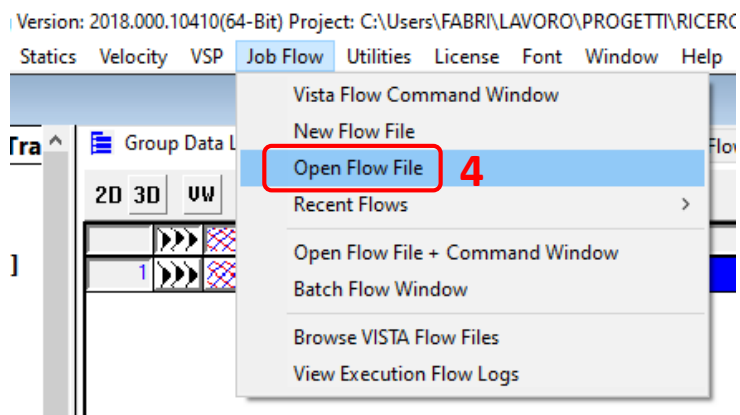 Version: 2018.000.10410(64-Bit) Project: C:\Users\FABRI\LAVORO\PROGETTI\RICERC
Statics Velocity VSP Job Flow Utilities License Font Window Help
Vista Flow Command Window
New Flow File
Open Flow File 4
Recent Flows
Open Flow File + Command Window
Batch Flow Window
Browse VISTA Flow Files
View Execution Flow Logs
Tra
Group Data L
Flow
2D 3D VW
]
1